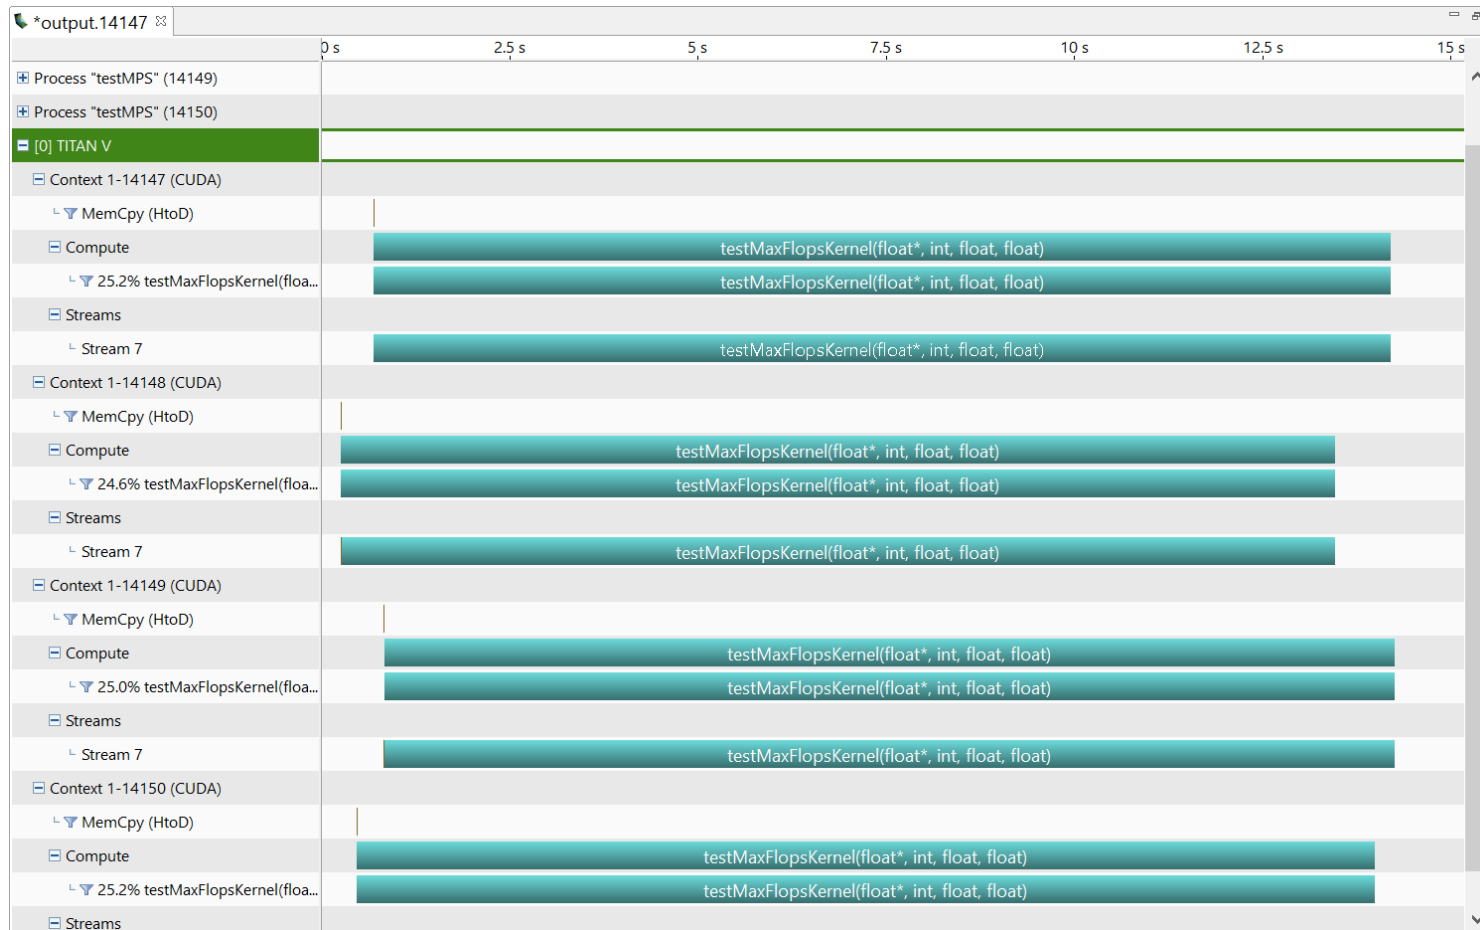 *output.14147
0 s 2.5 s 5 s 7.5 s 10 s 12.5 s 15 s
Process "testMPS" (14149)
Process "testMPS" (14150)
[0] TITAN V
Context 1-14147 (CUDA)
MemCpy (HtoD)
Compute testMaxFlopsKernel(float*, int, float, float)
25.2% testMaxFlopsKernel(floa... testMaxFlopsKernel(float*, int, float, float)
Streams
Stream 7 testMaxFlopsKernel(float*, int, float, float)
Context 1-14148 (CUDA)
MemCpy (HtoD)
Compute testMaxFlopsKernel(float*, int, float, float)
24.6% testMaxFlopsKernel(floa... testMaxFlopsKernel(float*, int, float, float)
Streams
Stream 7 testMaxFlopsKernel(float*, int, float, float)
Context 1-14149 (CUDA)
MemCpy (HtoD)
Compute testMaxFlopsKernel(float*, int, float, float)
25.0% testMaxFlopsKernel(floa... testMaxFlopsKernel(float*, int, float, float)
Streams
Stream 7 testMaxFlopsKernel(float*, int, float, float)
Context 1-14150 (CUDA)
MemCpy (HtoD)
Compute testMaxFlopsKernel(float*, int, float, float)
25.2% testMaxFlopsKernel(floa... testMaxFlopsKernel(float*, int, float, float)
Streams